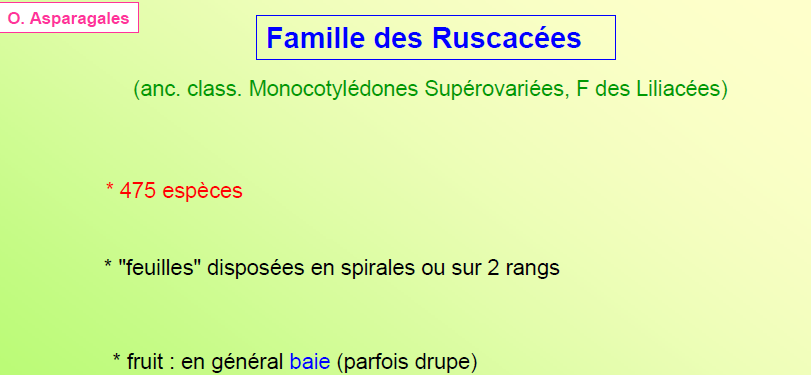 O. Asparagales
Famille des Ruscacées
(anc. class. Monocotylédones Supérovariées, F des Liliacées)
* 475 espèces
* "feuilles" disposées en spirales ou sur 2 rangs
* fruit : en général baie (parfois drupe)